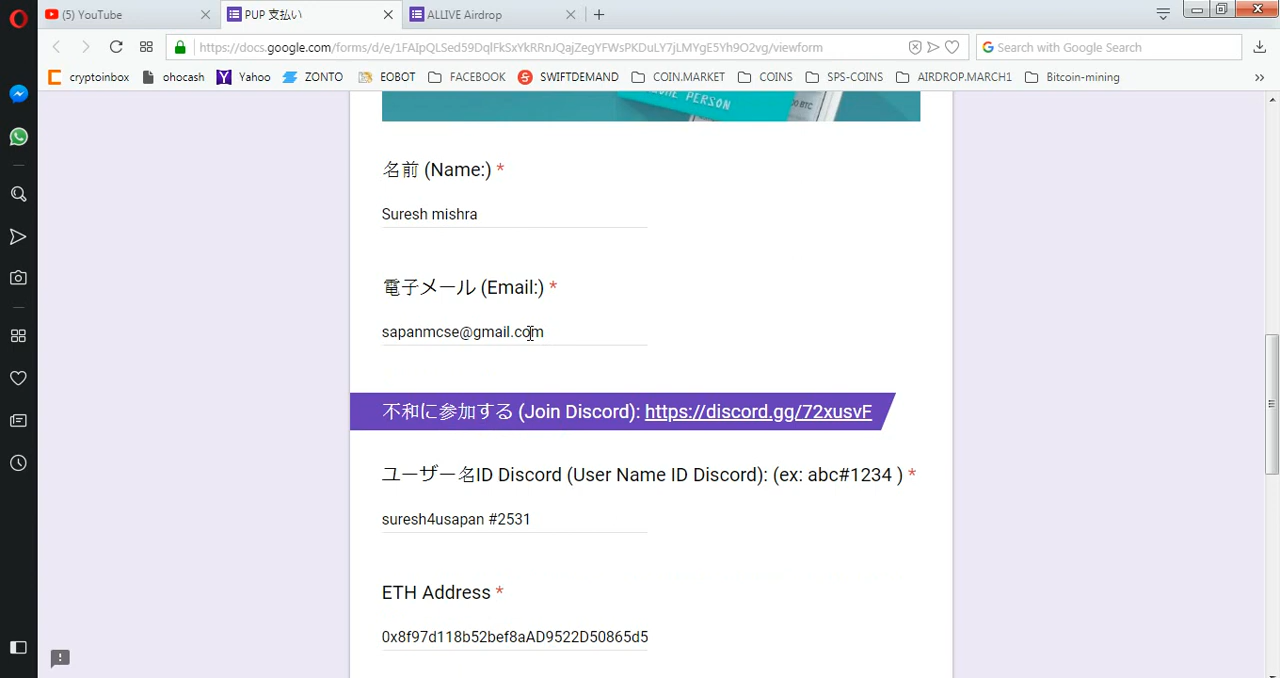 (5) YouTube
PUP 支払い
ALLIVE Airdrop
https://docs.google.com/forms/d/e/1FAIpQLSed59DqIFkSxYkRRnJQajZegYFWsPKDuLY7jLMYgE5Yh9O2vg/viewform
Search with Google Search
cryptoinbox
ohocash
Yahoo
ZONTO
EOBOT
FACEBOOK
SWIFTDEMAND
COIN.MARKET
COINS
SPS-COINS
AIRDROP.MARCH1
Bitcoin-mining
PERSON
BTC
名前 (Name:) *
Suresh mishra
電子メール (Email:) *
sapanmcse@gmail.com
不和に参加する (Join Discord): https://discord.gg/72xusvF
ユーザー名ID Discord (User Name ID Discord): (ex: abc#1234 ) *
suresh4usapan #2531
ETH Address *
0x8f97d118b52bef8aAD9522D50865d5